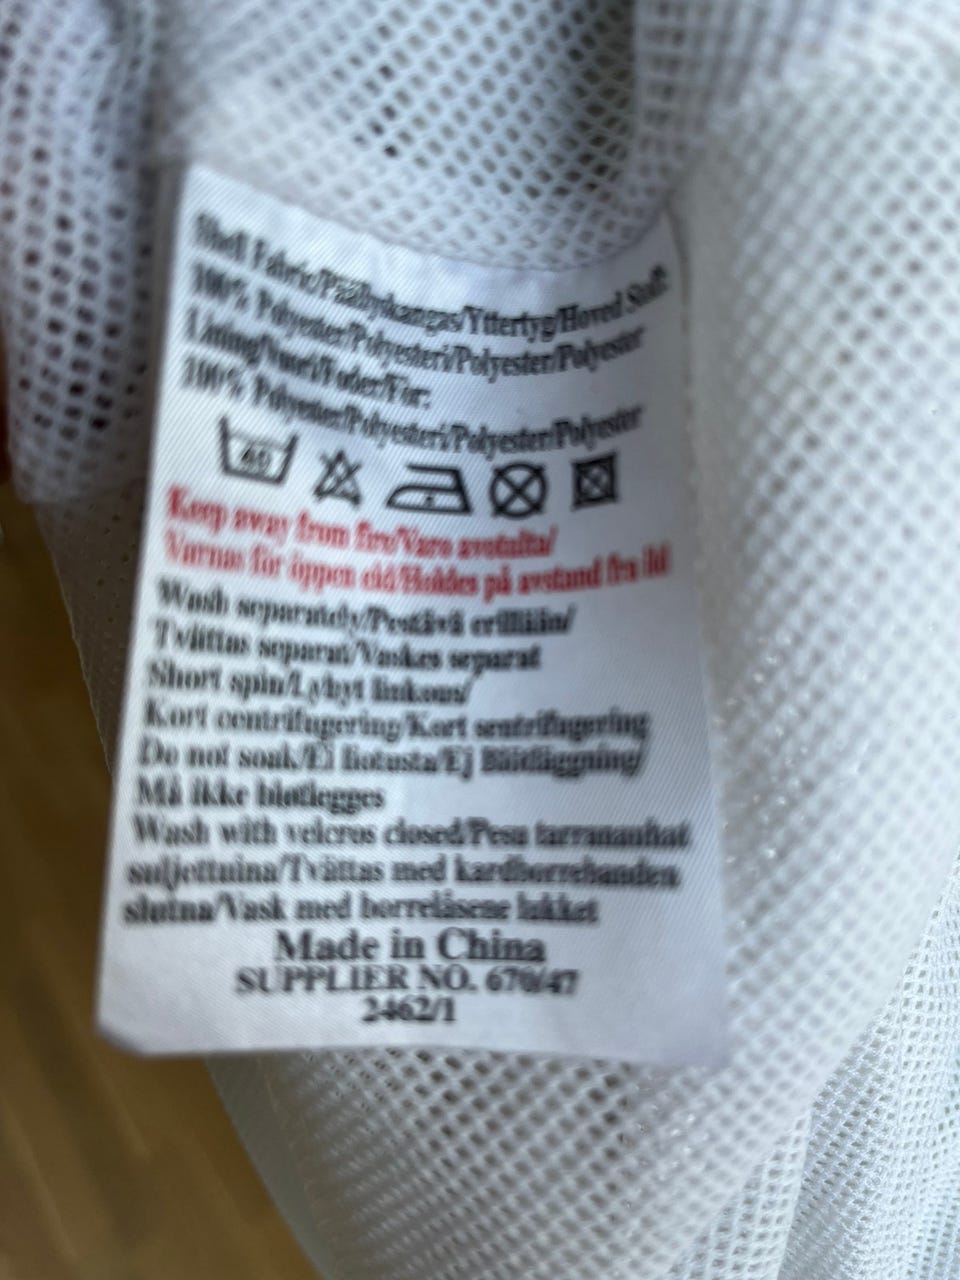 Shell Fabric/Päällyskangas/Yttertyg/Hoved Stoff:
100% Polyester/Polyesteri/Polyester/Polyester
Lining/Vuori/Foder/Fôr:
100% Polyester/Polyesteri/Polyester/Polyester
40
Keep away from fire/Varo avotulta/
Varnas för öppen eld/Holdes på avstand fra ild
Wash separately/Pestävä erillään/
Tvättas separat/Vaskes separat
Short spin/Lyhyt linkous/
Kort centrifugering/Kort sentrifugering
Do not soak/Ei liotusta/Ej Blötläggning/
Må ikke bløtlegges
Wash with velcros closed/Pesu tarranauhat
suljettuina/Tvättas med kardborrebanden
slutna/Vask med borrelåsene lukket
Made in China
SUPPLIER NO. 670/47
2462/1